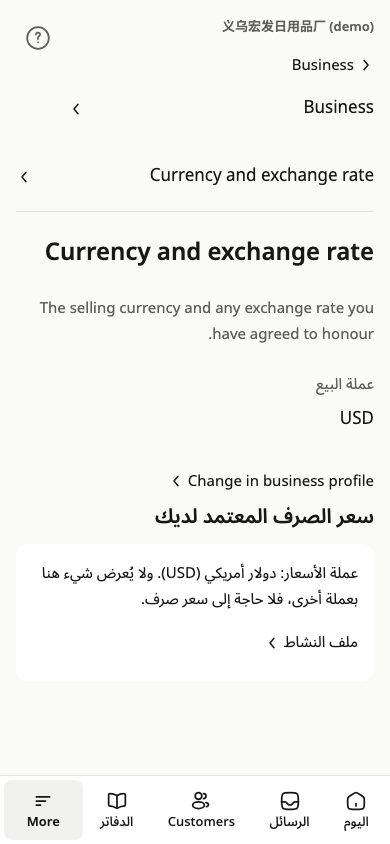 义乌宏发日用品厂 (demo)
Business
Business
Currency and exchange rate
Currency and exchange rate
The selling currency and any exchange rate you
have agreed to honour.
عملة البيع
USD
Change in business profile
سعر الصرف المعتمد لديك
عملة الأسعار: دولار أمريكي (USD). ولا يُعرض شيء هنا
بعملة أخرى، فلا حاجة إلى سعر صرف.
ملف النشاط
اليوم
الرسائل
Customers
الدفاتر
More